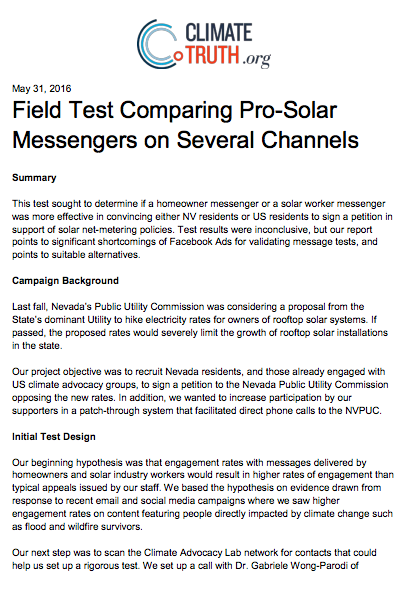 CLIMATE
TRUTH.org
May 31, 2016
Field Test Comparing Pro-Solar
Messengers on Several Channels
Summary
This test sought to determine if a homeowner messenger or a solar worker messenger
was more effective in convincing either NV residents or US residents to sign a petition in
support of solar net-metering policies. Test results were inconclusive, but our report
points to significant shortcomings of Facebook Ads for validating message tests, and
points to suitable alternatives.
Campaign Background
Last fall, Nevada's Public Utility Commission was considering a proposal from the
State's dominant Utility to hike electricity rates for owners of rooftop solar systems. If
passed, the proposed rates would severely limit the growth of rooftop solar installations
in the state.
Our project objective was to recruit Nevada residents, and those already engaged with
US climate advocacy groups, to sign a petition to the Nevada Public Utility Commission
opposing the new rates. In addition, we wanted to increase participation by our
supporters in a patch-through system that facilitated direct phone calls to the NVPUC.
Initial Test Design
Our beginning hypothesis was that engagement rates with messages delivered by
homeowners and solar industry workers would result in higher rates of engagement than
typical appeals issued by our staff. We based the hypothesis on evidence drawn from
response to recent email and social media campaigns where we saw higher
engagement rates on content featuring people directly impacted by climate change such
as flood and wildfire survivors.
Our next step was to scan the Climate Advocacy Lab network for contacts that could
help us set up a rigorous test. We set up a call with Dr. Gabriele Wong-Parodi of